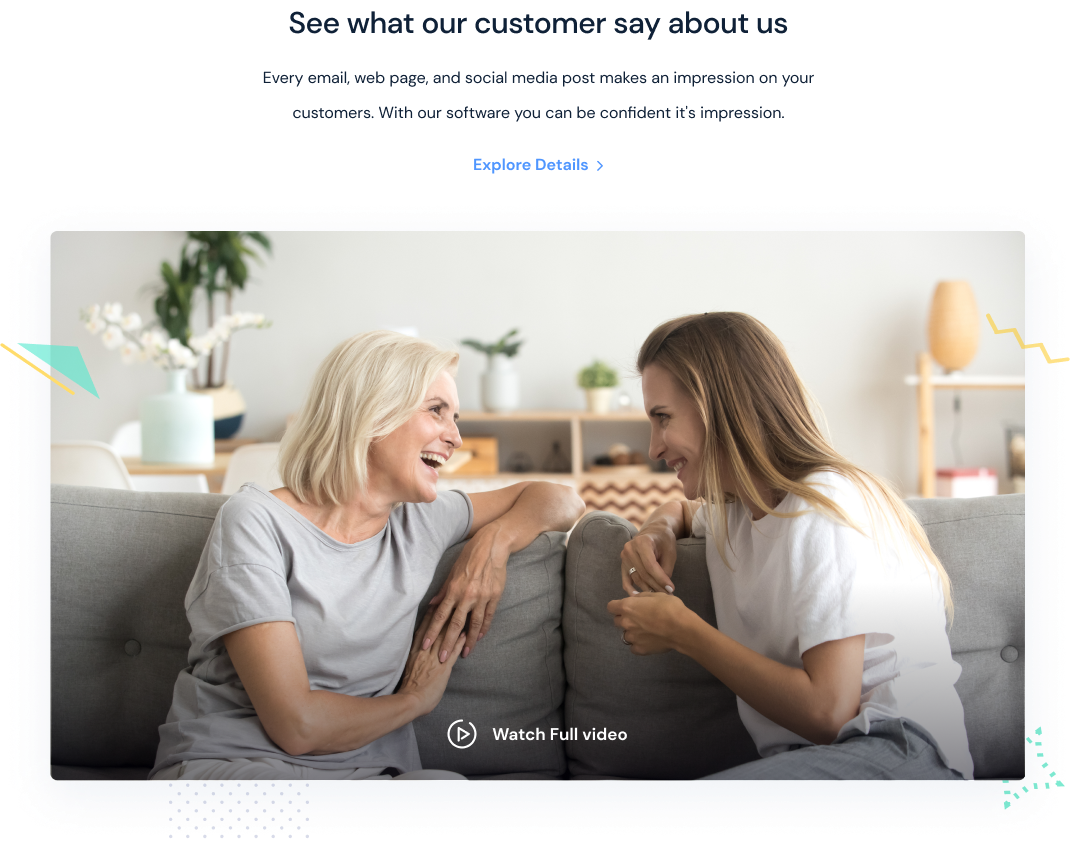 See what our customer say about us
Every email, web page, and social media post makes an impression on your
customers. With our software you can be confident it's impression.
Explore Details
Watch Full video